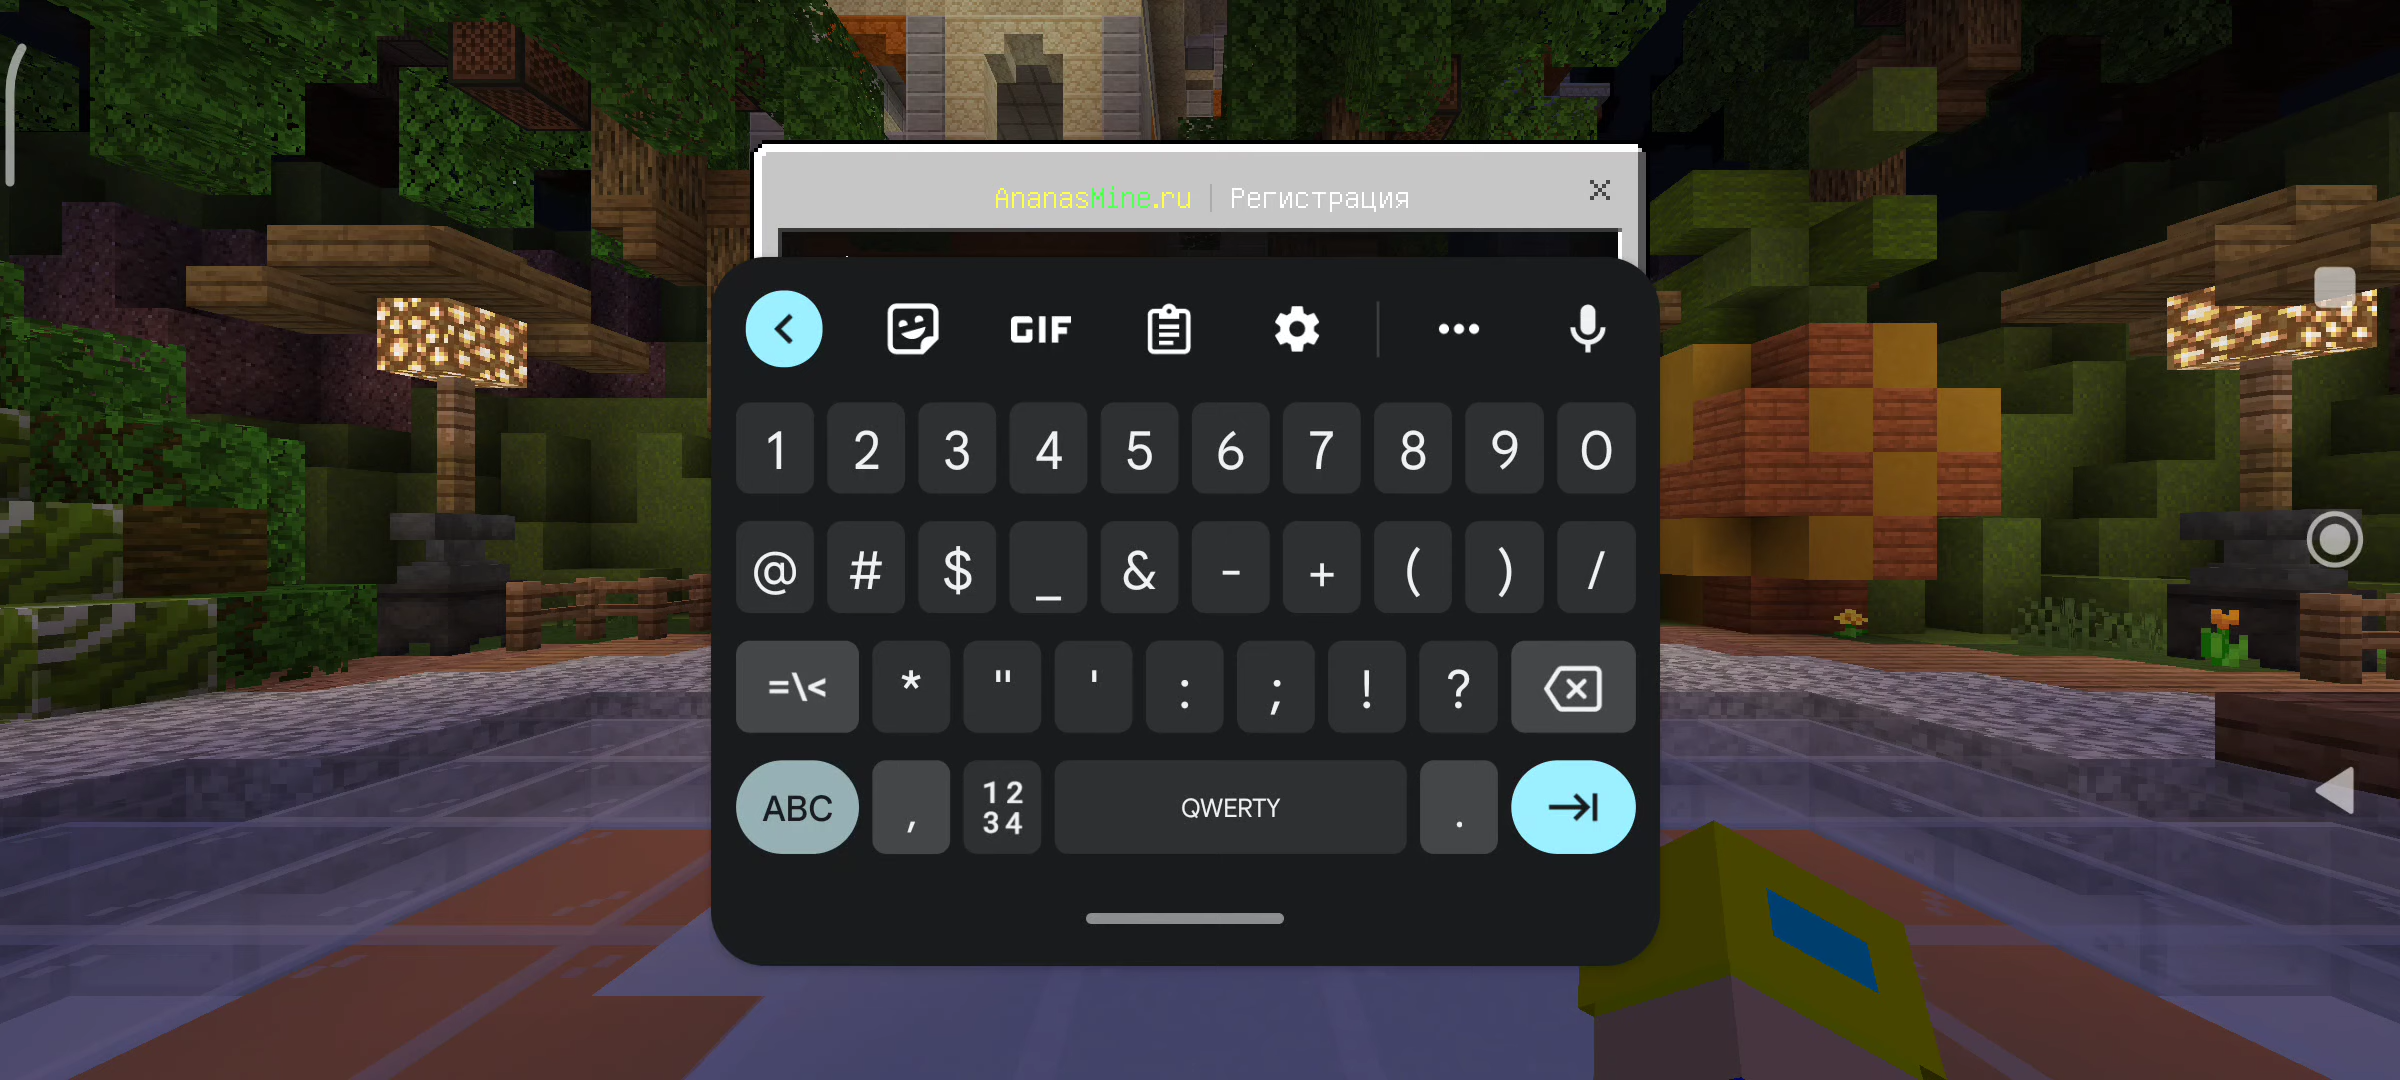 AnanasMine.ru | Регистрация
GIF
1 2 3 4 5 6 7 8 9 0
@ # $ _ & - + ( ) /
=\< * " ' : ; ! ?
ABC , 12 34 QWERTY .